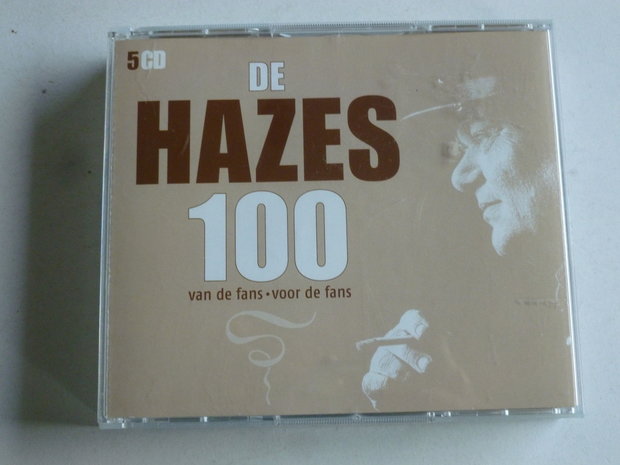 5CD
DE
HAZES
100
van de fans • voor de fans